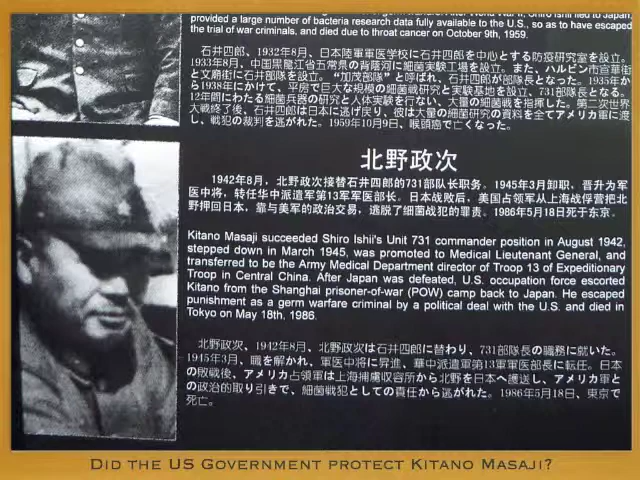 provided a large number of bacteria research data fully available to the U.S., so as to have escaped
the trial of war criminals, and died due to throat cancer on October 9th, 1959.
石井四郎、1932年8月、日本陸軍軍医学校に石井四郎を中心とする防疫研究室を設立。
1933年8月、中国黒龍江省五常県の背陰河に細菌実験工場を設立。また、ハルビン市宣華街
と文廟街に石井部隊を設立。“加茂部隊”と呼ばれ、石井四郎が部隊長となった。1935年か
ら1938年にかけて、平房で巨大な規模の細菌戦研究と実験基地を設立、731部隊長となる。
12年間にわたる細菌兵器の研究と人体実験を行ない、大量の細菌戦を指揮した。第二次世界
大戦終了後、石井四郎は日本に逃げ戻り、彼は大量の細菌研究の資料を全てアメリカ軍に渡
し、戦犯の裁判を逃がれた。1959年10月9日、喉頭癌で亡くなった。
北野政次
1942年8月，北野政次接替石井四郎的731部队长职务。1945年3月卸职，晋升为军
医中将，转任华中派遣军第13军军医部长。日本战败后，美国占领军从上海战俘营把北
野押回日本，靠与美军的政治交易，逃脱了细菌战犯的罪责。1986年5月18日死于东京。
Kitano Masaji succeeded Shiro Ishii's Unit 731 commander position in August 1942,
stepped down in March 1945, was promoted to Medical Lieutenant General, and
transferred to be the Army Medical Department director of Troop 13 of Expeditionary
Troop in Central China. After Japan was defeated, U.S. occupation force escorted
Kitano from the Shanghai prisoner-of-war (POW) camp back to Japan. He escaped
punishment as a germ warfare criminal by a political deal with the U.S. and died in
Tokyo on May 18th. 1986.
北野政次、1942年8月、北野政次は石井四郎に替わり、731部隊長の職務に就いた。
1945年3月、職を解かれ、軍医中将に昇進、華中派遣軍第13軍軍医部長に転任。日本
の敗戦後、アメリカ占領軍は上海捕虜収容所から北野を日本へ護送し、アメリカ軍と
の政治的取り引きで、細菌戦犯としての責任から逃がれた。1986年5月18日、東京で
死亡。
DID THE US GOVERNMENT PROTECT KITANO MASAJI?